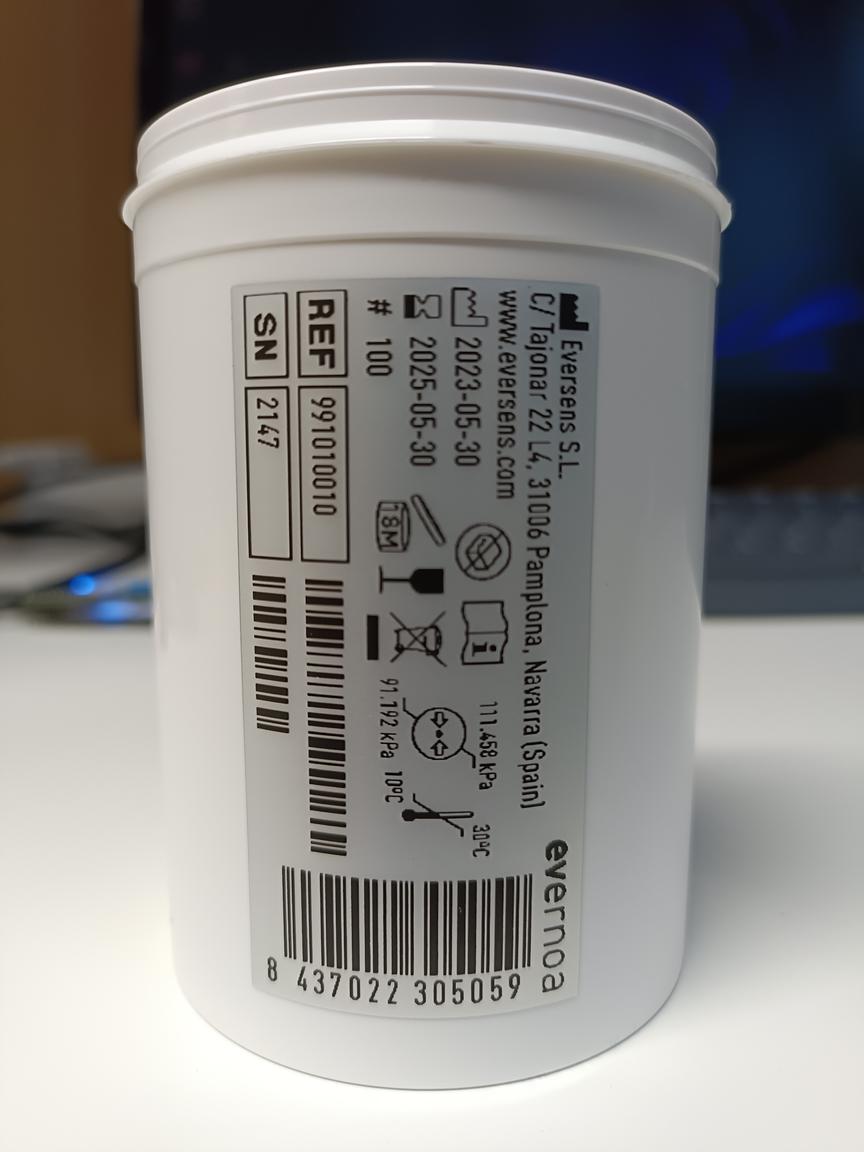 Eversens S.L.
C/ Tajonar 22 L4, 31006 Pamplona, Navarra (Spain)
www.eversens.com
2023-05-30
2025-05-30
# 100
18M
111.458 kPa
91.192 kPa
30ºC
10ºC
REF 991010010
SN 2147
evernoa
8 437022 305059